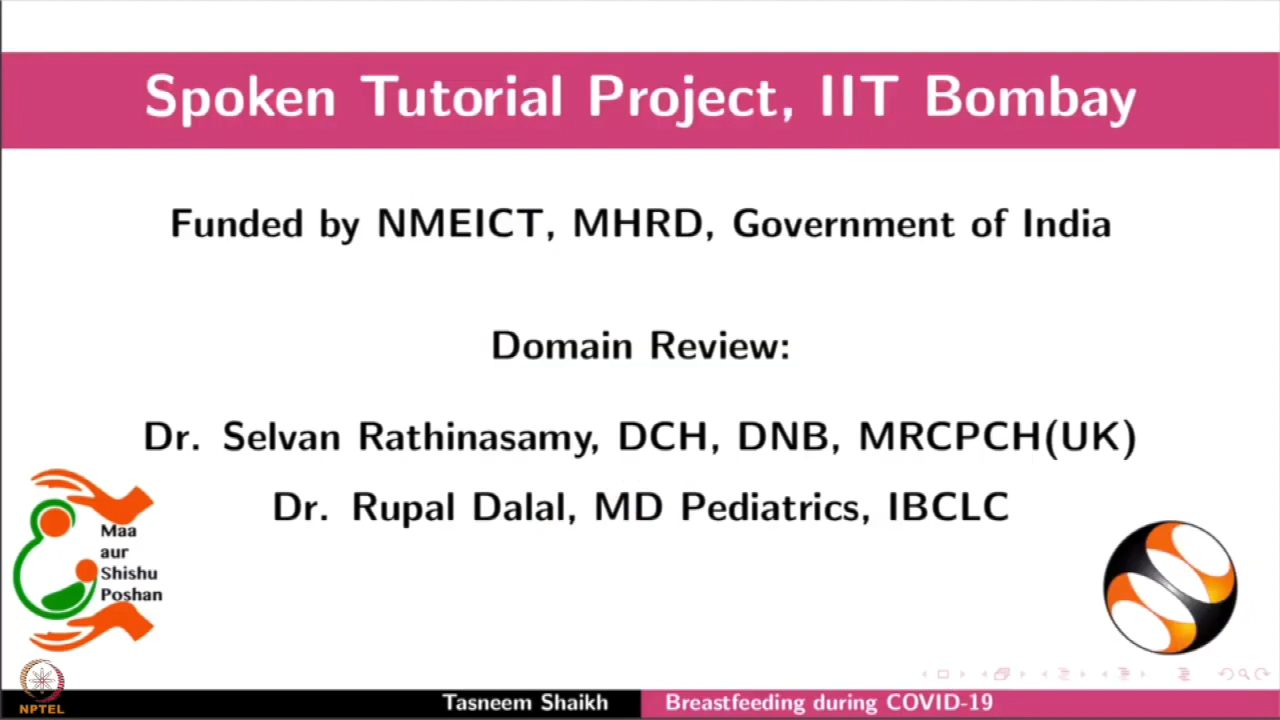 Spoken Tutorial Project, IIT Bombay
Funded by NMEICT, MHRD, Government of India
Domain Review:
Dr. Selvan Rathinasamy, DCH, DNB, MRCPCH(UK)
Dr. Rupal Dalal, MD Pediatrics, IBCLC
Maa
aur
Shishu
Poshan
NPTEL
Tasneem Shaikh
Breastfeeding during COVID-19